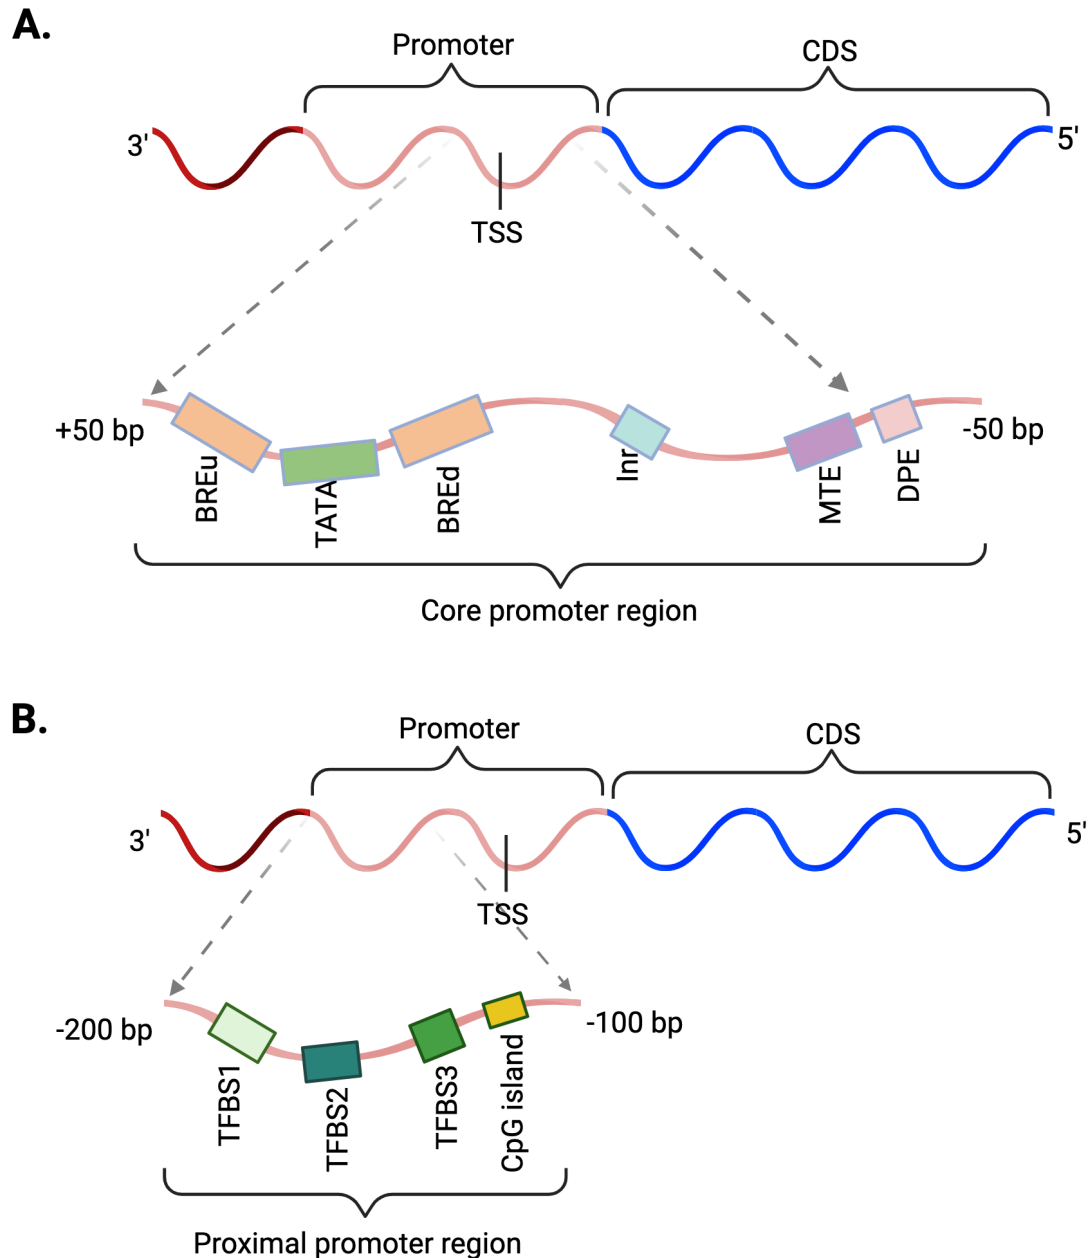 A.
Promoter
CDS
3'
5'
TSS
+50 bp
-50 bp
BREu
TATA
BREd
Inr
MTE
DPE
Core promoter region
B.
Promoter
CDS
3'
5'
TSS
-200 bp
-100 bp
TFBS1
TFBS2
TFBS3
CpG island
Proximal promoter region